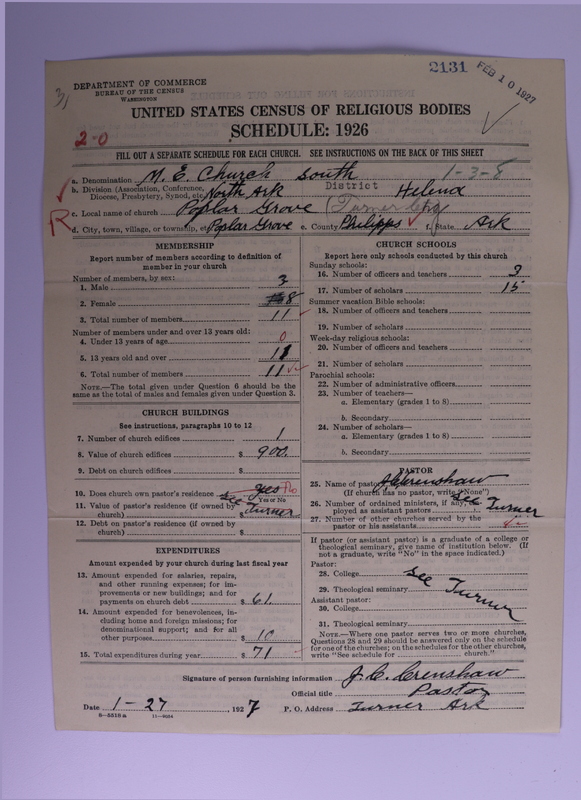 2131 FEB 10 1927
DEPARTMENT OF COMMERCE
BUREAU OF THE CENSUS
WASHINGTON
UNITED STATES CENSUS OF RELIGIOUS BODIES
SCHEDULE: 1926
2-0
FILL OUT A SEPARATE SCHEDULE FOR EACH CHURCH. SEE INSTRUCTIONS ON THE BACK OF THIS SHEET
a. Denomination M. E. Church South 1-3-8
b. Division (Association, Conference, Diocese, Presbytery, Synod, etc. North Ark District Helena
R
c. Local name of church Poplar Grove (Turner Chg
d. City, town, village, or township, etc. Poplar Grove e. County Philipps f. State Ark
MEMBERSHIP
Report number of members according to definition of
member in your church
Number of members, by sex:
1. Male 3
2. Female 8
3. Total number of members 11
Number of members under and over 13 years old:
4. Under 13 years of age 0
5. 13 years old and over 11
6. Total number of members 11
NOTE.—The total given under Question 6 should be the
same as the total of males and females given under Question 3.
CHURCH BUILDINGS
See instructions, paragraphs 10 to 12
7. Number of church edifices 1
8. Value of church edifices $ 900.
9. Debt on church edifices $
10. Does church own pastor's residence yes No
Yes or No
11. Value of pastor's residence (if owned by
church) See Turner
12. Debt on pastor's residence (if owned by
church) $
EXPENDITURES
Amount expended by your church during last fiscal year
13. Amount expended for salaries, repairs,
and other running expenses; for im-
provements or new buildings; and for
payments on church debt $ 61.
14. Amount expended for benevolences, in-
cluding home and foreign missions; for
denominational support; and for all
other purposes $ 10
15. Total expenditures during year $ 71
CHURCH SCHOOLS
Report here only schools conducted by this church
Sunday schools:
16. Number of officers and teachers 3
17. Number of scholars 15
Summer vacation Bible schools:
18. Number of officers and teachers
19. Number of scholars
Week-day religious schools:
20. Number of officers and teachers
21. Number of scholars
Parochial schools:
22. Number of administrative officers
23. Number of teachers—
a. Elementary (grades 1 to 8)
b. Secondary
24. Number of scholars—
a. Elementary (grades 1 to 8)
b. Secondary
PASTOR
25. Name of pastor J C Crenshaw
(If church has no pastor, write "None")
26. Number of ordained ministers, if any, em-
ployed as assistant pastors See Turner
27. Number of other churches served by the
pastor or his assistants
If pastor (or assistant pastor) is a graduate of a college or
theological seminary, give name of institution below. (If
not a graduate, write "No" in the space indicated.)
Pastor:
28. College See Turner
29. Theological seminary
Assistant pastor:
30. College
31. Theological seminary
NOTE.—Where one pastor serves two or more churches,
Questions 28 and 29 should be answered only on the schedule
for one of the churches; on the schedules for the other churches,
write "See schedule for church."
Signature of person furnishing information J. C. Crenshaw
Official title Pastor
Date 1-27, 1927 P. O. Address Turner Ark
8-5518a 11-9034